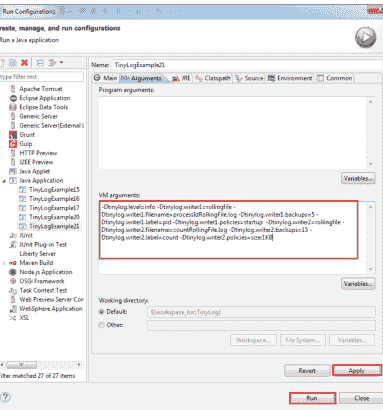 Run Configurations
reate, manage, and run configurations
Run a Java application
type filter text
Apache Tomcat
Eclipse Application
Eclipse Data Tools
Generic Server
Generic Server(External L
Grunt
Gulp
HTTP Preview
J2EE Preview
Java Applet
Java Application
TinyLogExample15
TinyLogExample16
TinyLogExample17
TinyLogExample20
TinyLogExample21
JUnit
JUnit Plug-in Test
Liberty Server
Maven Build
Node.js Application
OSGi Framework
Task Context Test
Web Preview Server Cor
WebSphere Application
XSL
Filter matched 27 of 27 items
Name: TinyLogExample21
Main Arguments JRE Classpath Source Environment Common
Program arguments:
Variables...
VM arguments:
-Dtinylog.level=info -Dtinylog.writer1=rollingfile -
Dtinylog.writer1.filename=processIdRollingFile.log -Dtinylog.writer1.backups=5 -
Dtinylog.writer1.label=pid -Dtinylog.writer1.policies=startup -Dtinylog.writer2=rollingfile -
Dtinylog.writer2.filename=countRollingFile.log -Dtinylog.writer2.backups=15 -
Dtinylog.writer2.label=count -Dtinylog.writer2.policies=size:1KB
Variables...
Working directory:
Default: ${workspace_loc:TinyLog}
Other:
Workspace... File System... Variables...
Revert Apply
Run Close